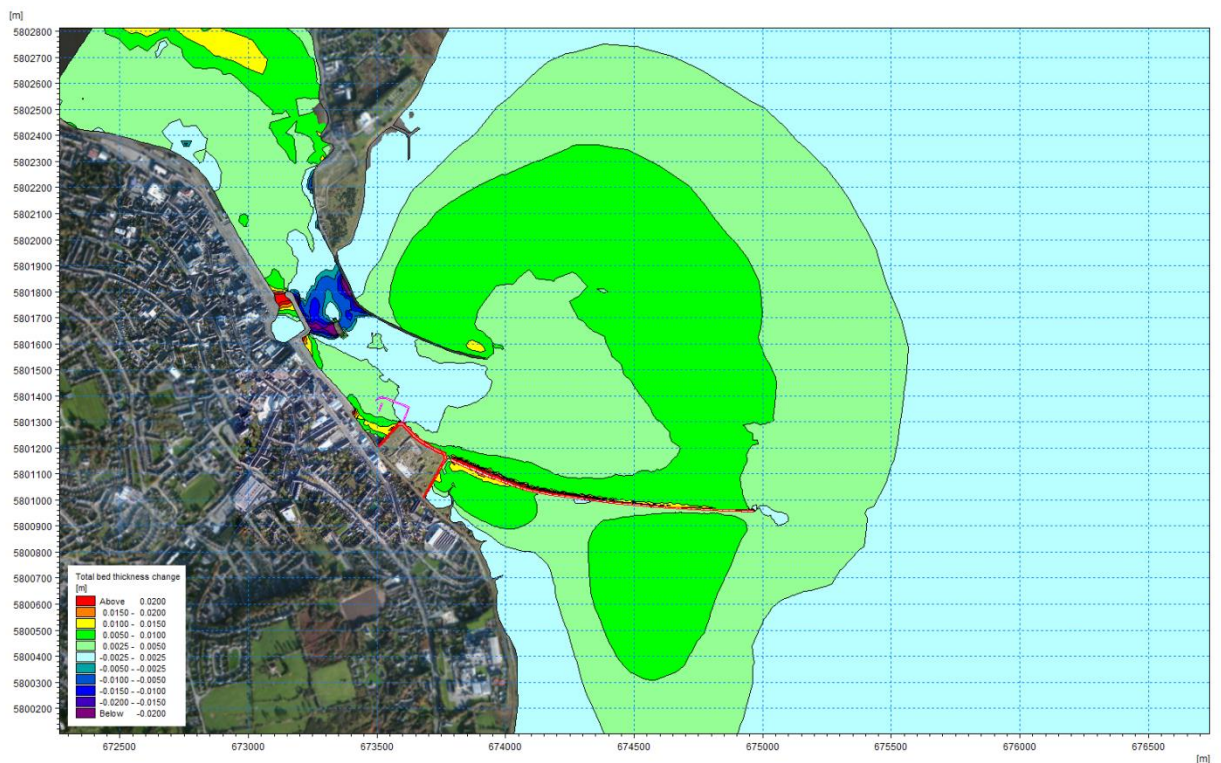 [m]
5802800
5802700
5802600
5802500
5802400
5802300
5802200
5802100
5802000
5801900
5801800
5801700
5801600
5801500
5801400
5801300
5801200
5801100
5801000
5800900
5800800
5800700
5800600
5800500
5800400
5800300
5800200
Total bed thickness change
[m]
Above 0.0200
0.0150 - 0.0200
0.0100 - 0.0150
0.0050 - 0.0100
0.0025 - 0.0050
-0.0025 - 0.0025
-0.0050 - -0.0025
-0.0100 - -0.0050
-0.0150 - -0.0100
-0.0200 - -0.0150
Below -0.0200
672500 673000 673500 674000 674500 675000 675500 676000 676500
[m]